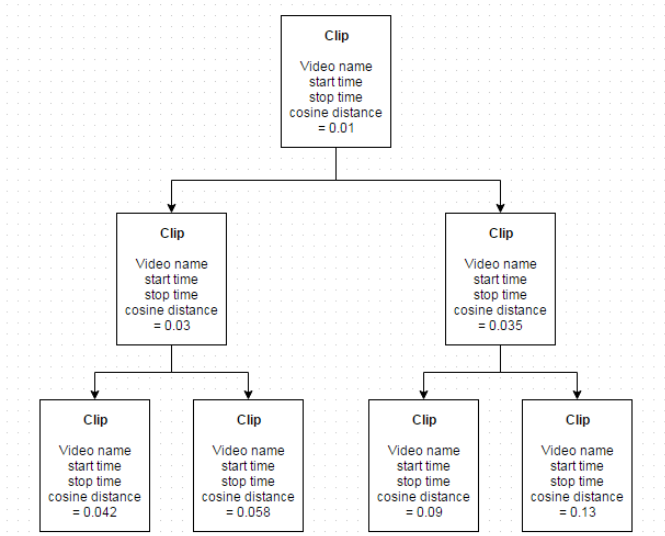 Clip
Video name
start time
stop time
cosine distance
= 0.01
Clip
Video name
start time
stop time
cosine distance
= 0.03
Clip
Video name
start time
stop time
cosine distance
= 0.035
Clip
Video name
start time
stop time
cosine distance
= 0.042
Clip
Video name
start time
stop time
cosine distance
= 0.058
Clip
Video name
start time
stop time
cosine distance
= 0.09
Clip
Video name
start time
stop time
cosine distance
= 0.13